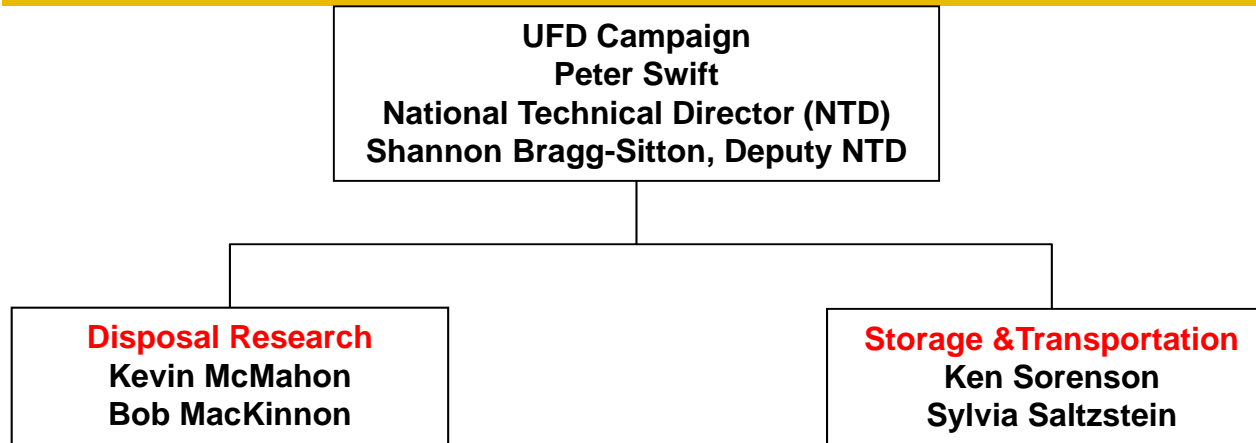 UFD Campaign
Peter Swift
National Technical Director (NTD)
Shannon Bragg-Sitton, Deputy NTD
Disposal Research
Kevin McMahon
Bob MacKinnon
Storage &Transportation
Ken Sorenson
Sylvia Saltzstein